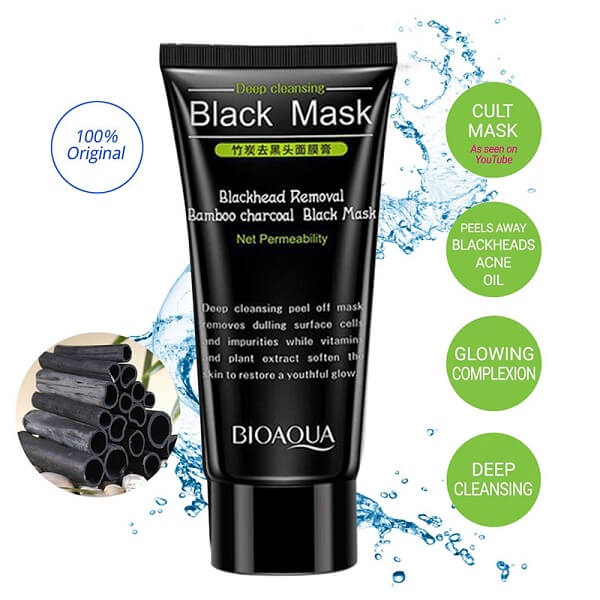 Deep cleansing
Black Mask
竹炭去黑头面膜膏
Blackhead Removal
Bamboo charcoal Black Mask
Net Permeability
Deep cleansing peel off mask
removes dulling surface cells
and impurities while vitamin
and plant extract soften the
skin to restore a youthful glow.
BIOAQUA
100%
Original
CULT
MASK
As seen on
YouTube
PEELS AWAY
BLACKHEADS
ACNE
OIL
GLOWING
COMPLEXION
DEEP
CLEANSING